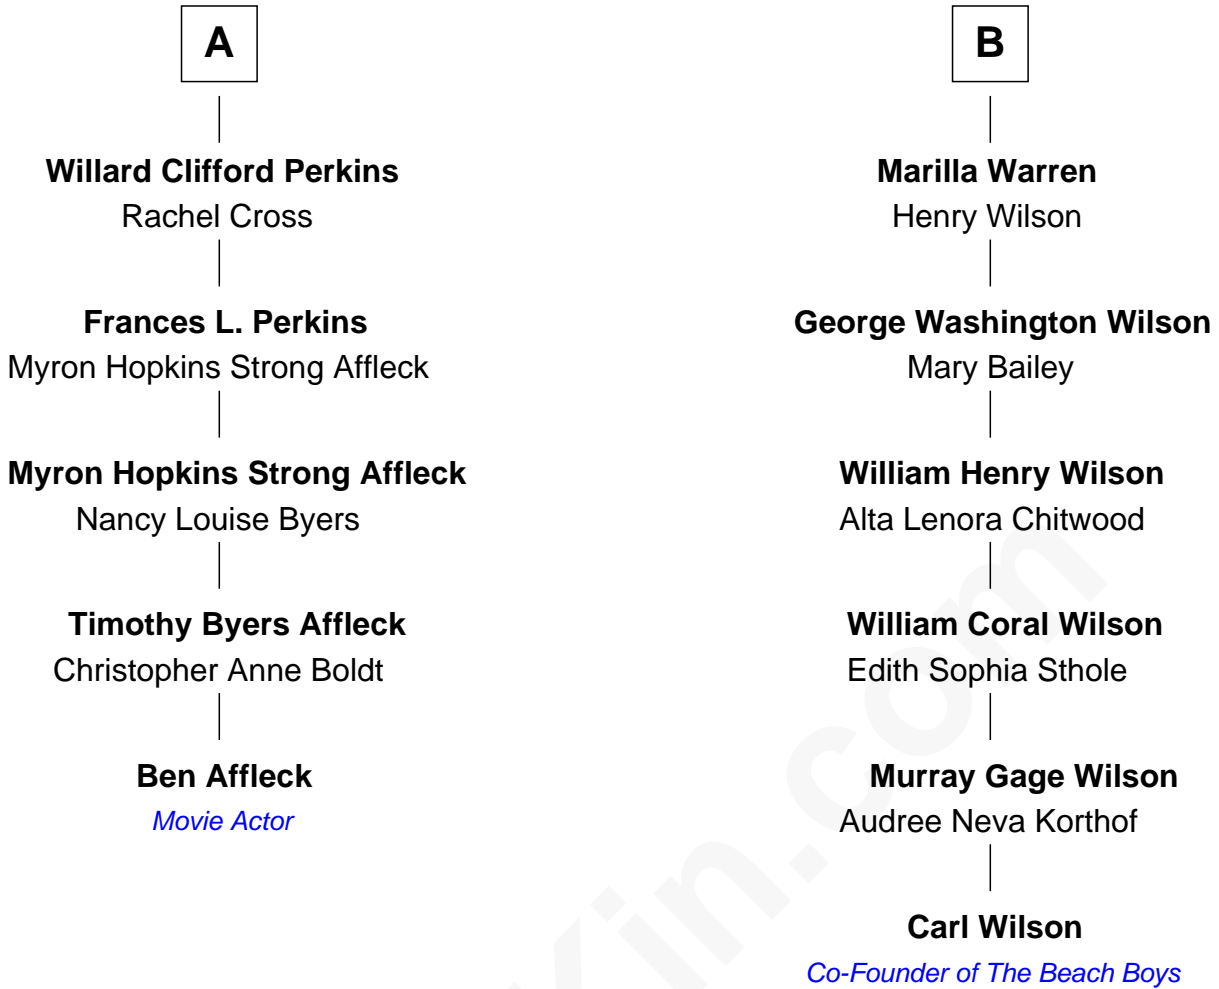 A
Willard Clifford Perkins
Rachel Cross
Frances L. Perkins
Myron Hopkins Strong Affleck
Myron Hopkins Strong Affleck
Nancy Louise Byers
Timothy Byers Affleck
Christopher Anne Boldt
Ben Affleck
Movie Actor
B
Marilla Warren
Henry Wilson
George Washington Wilson
Mary Bailey
William Henry Wilson
Alta Lenora Chitwood
William Coral Wilson
Edith Sophia Sthole
Murray Gage Wilson
Audree Neva Korthof
Carl Wilson
Co-Founder of The Beach Boys
Kin.com